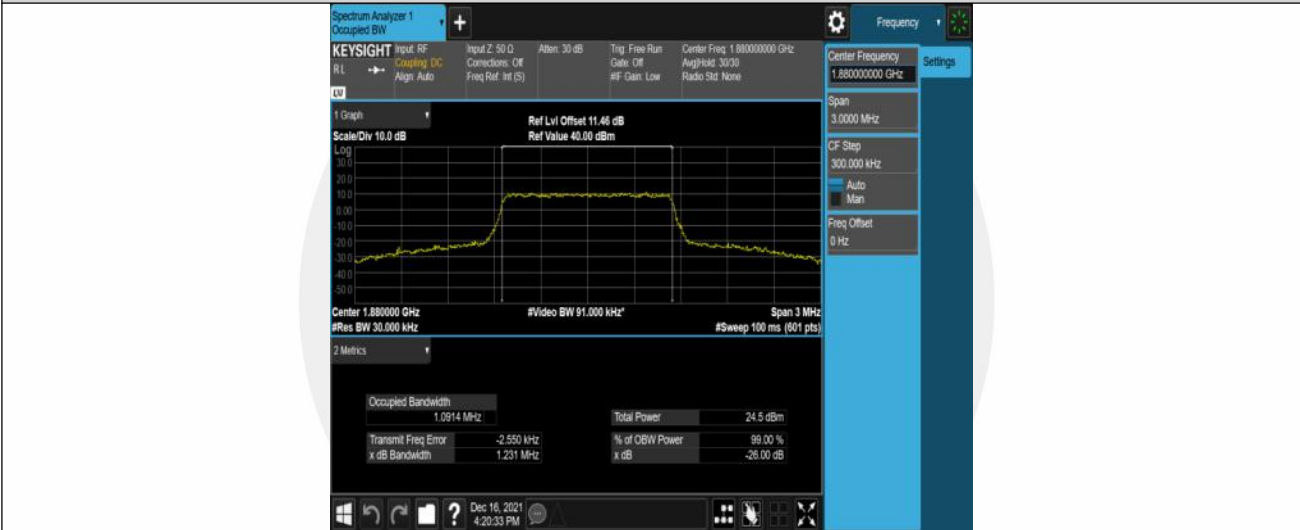 Spectrum Analyzer 1
Occupied BW
Frequency
KEYSIGHT
RL
Input: RF
Coupling: DC
Align: Auto
Input Z: 50 Ω
Corrections: Off
Freq Ref: Int (S)
Atten: 30 dB
Trig: Free Run
Gate: Off
#IF Gain: Low
Center Freq: 1.880000000 GHz
Avg|Hold: 30/30
Radio Std: None
Center Frequency
1.880000000 GHz
Settings
Span
3.0000 MHz
CF Step
300.000 kHz
Auto
Man
Freq Offset
0 Hz
1 Graph
Scale/Div 10.0 dB
Ref Lvl Offset 11.46 dB
Ref Value 40.00 dBm
Log
30.0
20.0
10.0
0.00
-10.0
-20.0
-30.0
-40.0
-50.0
Center 1.880000 GHz
#Video BW 91.000 kHz*
Span 3 MHz
#Res BW 30.000 kHz
#Sweep 100 ms (601 pts)
2 Metrics
Occupied Bandwidth
1.0914 MHz
Total Power 24.5 dBm
Transmit Freq Error -2.550 kHz
% of OBW Power 99.00 %
x dB Bandwidth 1.231 MHz
x dB -26.00 dB
?
Dec 16, 2021
4:20:33 PM